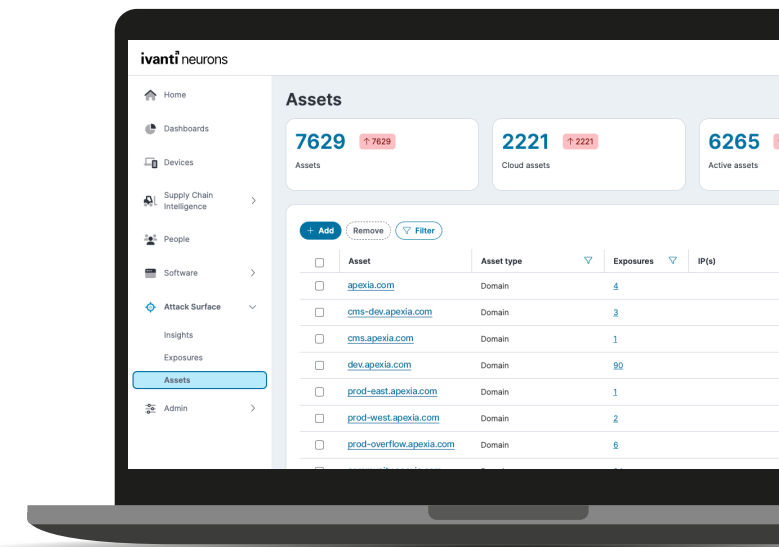 ivanti neurons
Home
Dashboards
Devices
Supply Chain
Intelligence
People
Software
Attack Surface
Insights
Exposures
Assets
Admin
Assets
7629 ↑ 7629
Assets
2221 ↑ 2221
Cloud assets
6265
Active assets
+ Add Remove Filter
Asset Asset type Exposures IP(s)
apexia.com Domain 4
cms-dev.apexia.com Domain 3
cms.apexia.com Domain 1
dev.apexia.com Domain 90
prod-east.apexia.com Domain 1
prod-west.apexia.com Domain 2
prod-overflow.apexia.com Domain 6